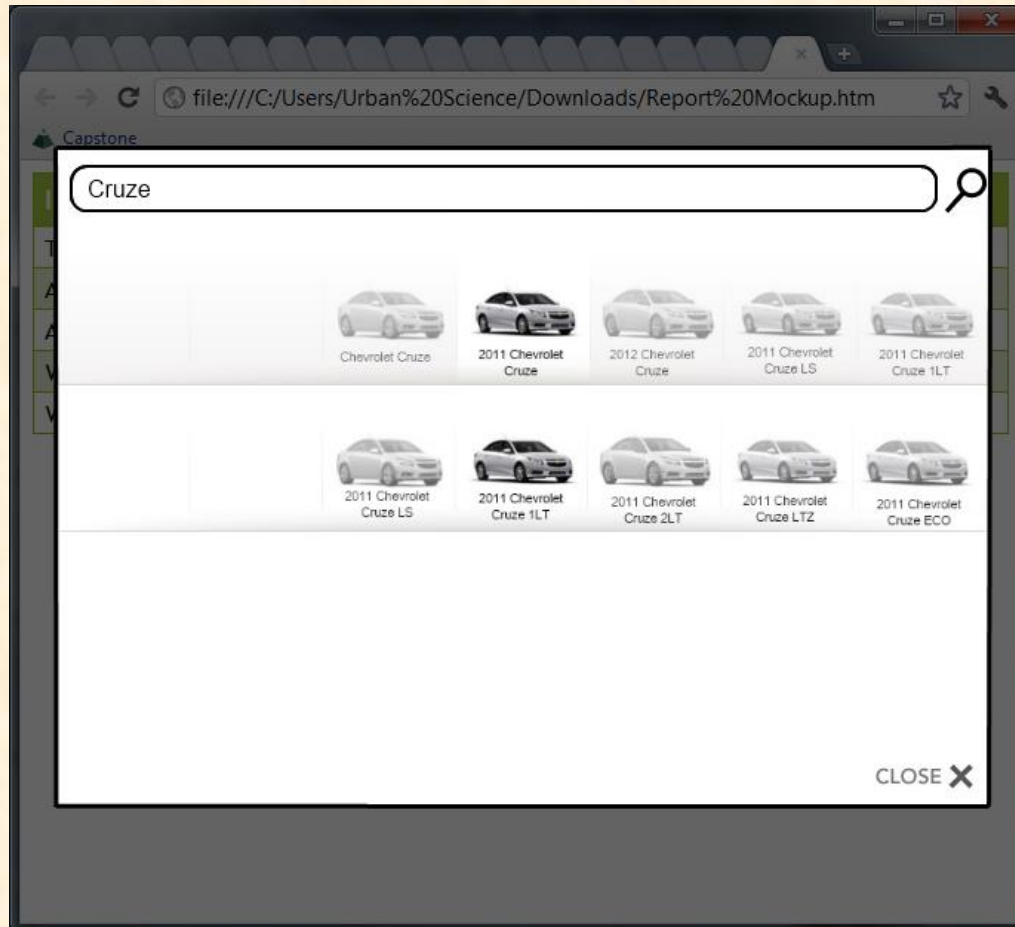 file:///C:/Users/Urban%20Science/Downloads/Report%20Mockup.htm
Capstone
Cruze
Chevrolet Cruze
2011 Chevrolet
Cruze
2012 Chevrolet
Cruze
2011 Chevrolet
Cruze LS
2011 Chevrolet
Cruze 1LT
2011 Chevrolet
Cruze LS
2011 Chevrolet
Cruze 1LT
2011 Chevrolet
Cruze 2LT
2011 Chevrolet
Cruze LTZ
2011 Chevrolet
Cruze ECO
CLOSE